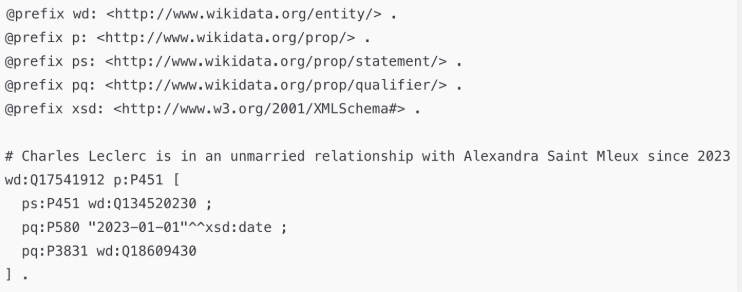 @prefix wd: <http://www.wikidata.org/entity/> .
@prefix p: <http://www.wikidata.org/prop/> .
@prefix ps: <http://www.wikidata.org/prop/statement/> .
@prefix pq: <http://www.wikidata.org/prop/qualifier/> .
@prefix xsd: <http://www.w3.org/2001/XMLSchema#> .

# Charles Leclerc is in an unmarried relationship with Alexandra Saint Mleux since 2023
wd:Q17541912 p:P451 [
  ps:P451 wd:Q134520230 ;
  pq:P580 "2023-01-01"^^xsd:date ;
  pq:P3831 wd:Q18609430
] .